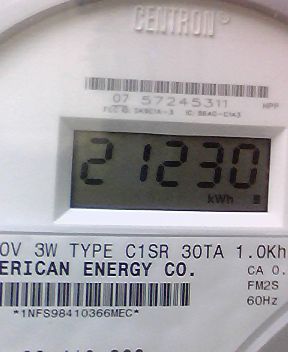 CENTRON®
07 57245311 HPP
21230
kWh
0V 3W TYPE C1SR 30TA 1.0Kh
ERICAN ENERGY CO. CA 0.
FM2S
60Hz
*1NFS98410366MEC*